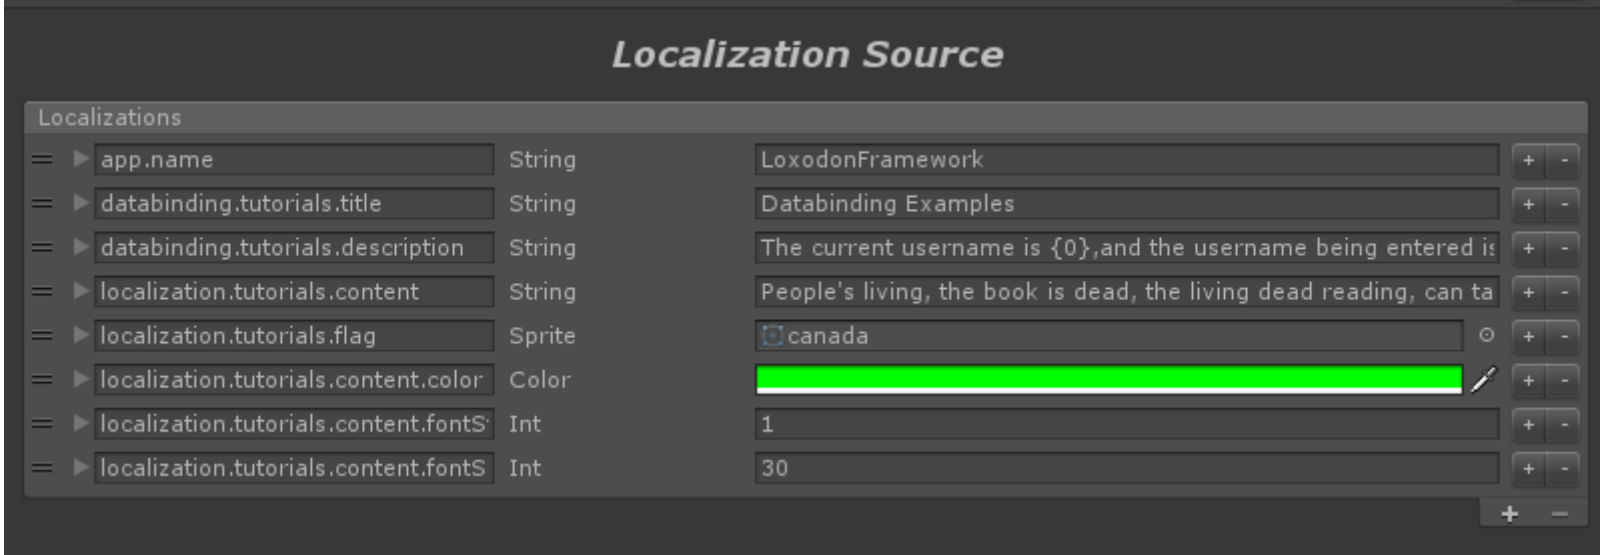 Localization Source
Localizations
app.name String LoxodonFramework + -
databinding.tutorials.title String Databinding Examples + -
databinding.tutorials.description String The current username is {0},and the username being entered is + -
localization.tutorials.content String People's living, the book is dead, the living dead reading, can ta + -
localization.tutorials.flag Sprite canada + -
localization.tutorials.content.color Color + -
localization.tutorials.content.fontS Int 1 + -
localization.tutorials.content.fontS Int 30 + -
+ -